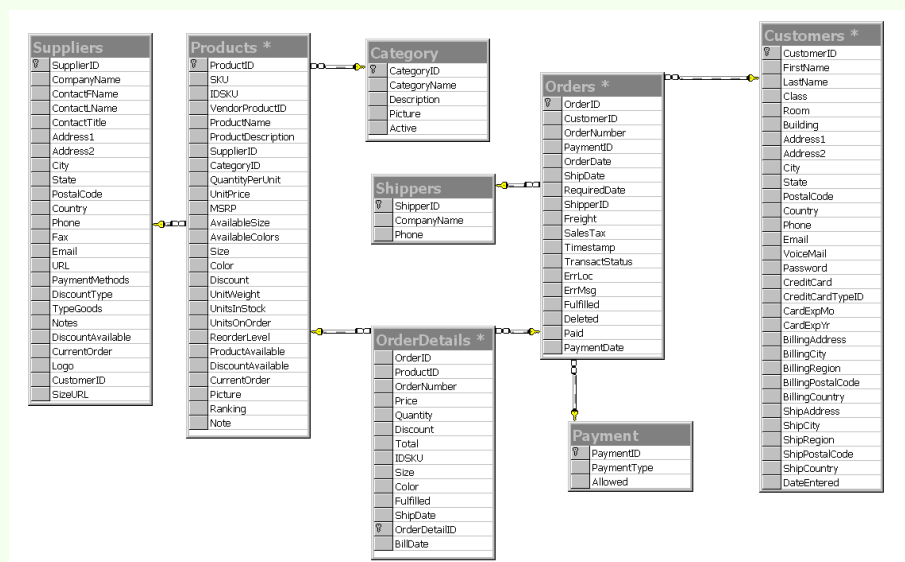 Suppliers
SupplierID
CompanyName
ContactFName
ContactLName
ContactTitle
Address1
Address2
City
State
PostalCode
Country
Phone
Fax
Email
URL
PaymentMethods
DiscountType
TypeGoods
Notes
DiscountAvailable
CurrentOrder
Logo
CustomerID
SizeURL
Products *
ProductID
SKU
IDSKU
VendorProductID
ProductName
ProductDescription
SupplierID
CategoryID
QuantityPerUnit
UnitPrice
MSRP
AvailableSize
AvailableColors
Size
Color
Discount
UnitWeight
UnitsInStock
UnitsOnOrder
ReorderLevel
ProductAvailable
DiscountAvailable
CurrentOrder
Picture
Ranking
Note
Category
CategoryID
CategoryName
Description
Picture
Active
Shippers
ShipperID
CompanyName
Phone
OrderDetails *
OrderID
ProductID
OrderNumber
Price
Quantity
Discount
Total
IDSKU
Size
Color
Fulfilled
ShipDate
OrderDetailID
BillDate
Orders *
OrderID
CustomerID
OrderNumber
PaymentID
OrderDate
ShipDate
RequiredDate
ShipperID
Freight
SalesTax
Timestamp
TransactStatus
ErrLoc
ErrMsg
Fulfilled
Deleted
Paid
PaymentDate
Payment
PaymentID
PaymentType
Allowed
Customers *
CustomerID
FirstName
LastName
Class
Room
Building
Address1
Address2
City
State
PostalCode
Country
Phone
Email
VoiceMail
Password
CreditCard
CreditCardTypeID
CardExpMo
CardExpYr
BillingAddress
BillingCity
BillingRegion
BillingPostalCode
BillingCountry
ShipAddress
ShipCity
ShipRegion
ShipPostalCode
ShipCountry
DateEntered